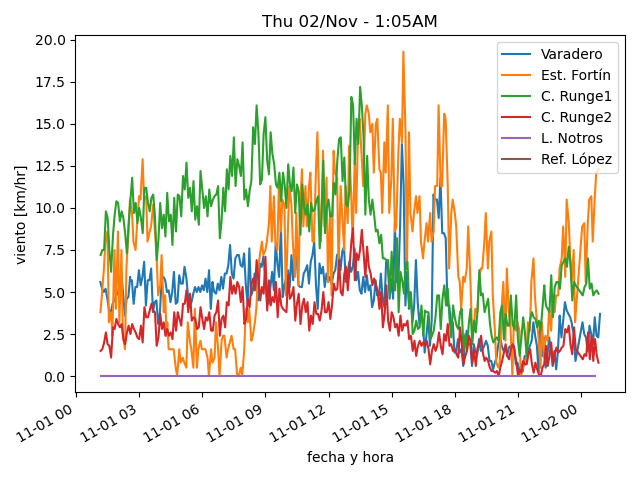 Thu 02/Nov - 1:05AM
viento [km/hr]
20.0
17.5
15.0
12.5
10.0
7.5
5.0
2.5
0.0
Varadero
Est. Fortín
C. Runge1
C. Runge2
L. Notros
Ref. López
11-01 00
11-01 03
11-01 06
11-01 09
11-01 12
11-01 15
11-01 18
11-01 21
11-02 00
fecha y hora